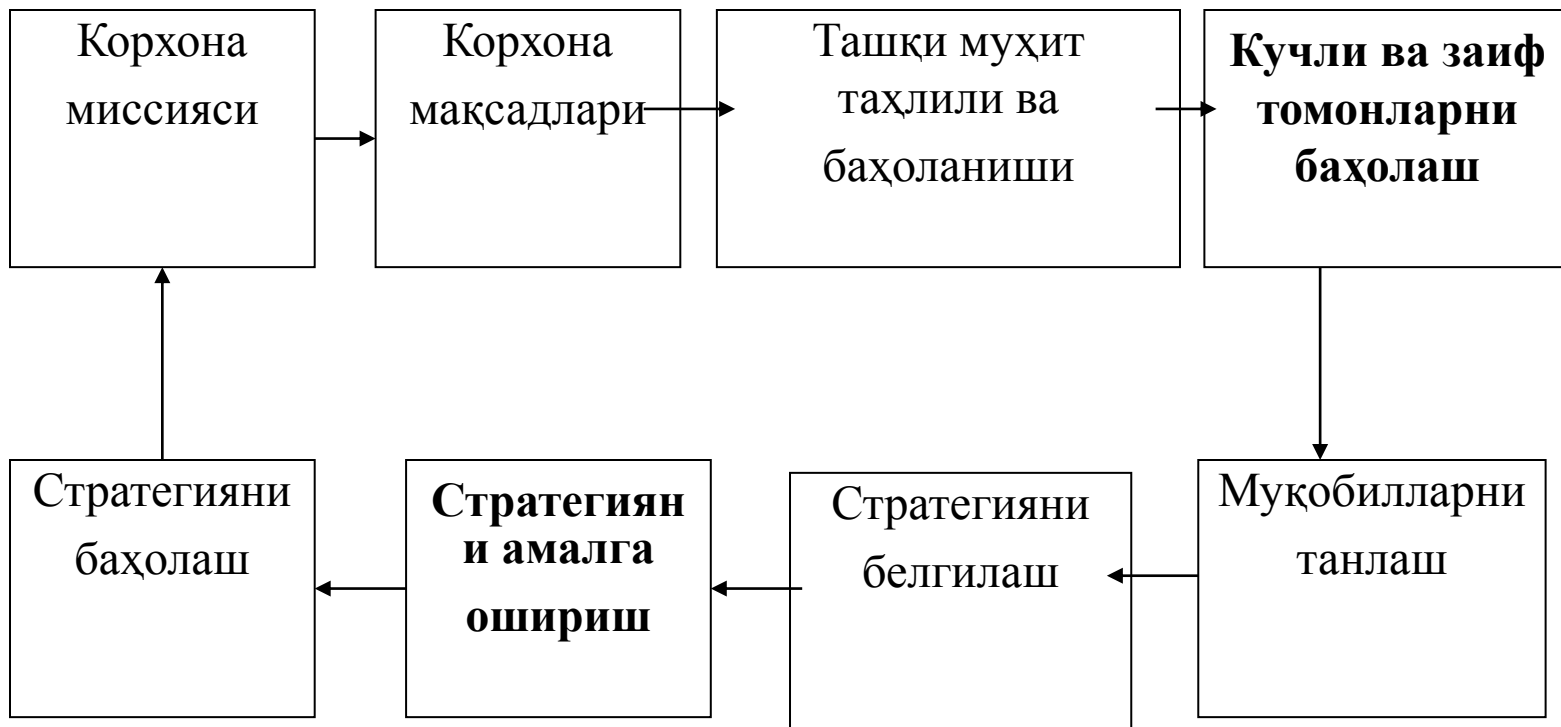 Корхона
миссияси
Корхона
мақсадлари
Ташқи муҳит
таҳлили ва
баҳоланиши
Кучли ва заиф
томонларни
баҳолаш
Стратегияни
баҳолаш
Стратегиян
и амалга
ошириш
Стратегияни
белгилаш
Муқобилларни
танлаш